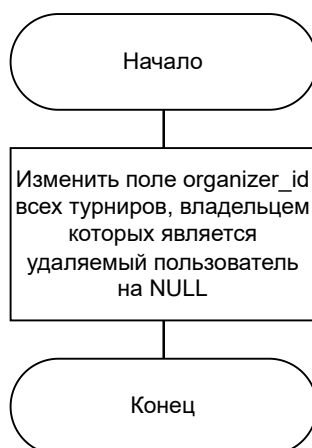 Начало
Изменить поле organizer_id
всех турниров, владельцем
которых является
удаляемый пользователь
на NULL
Конец